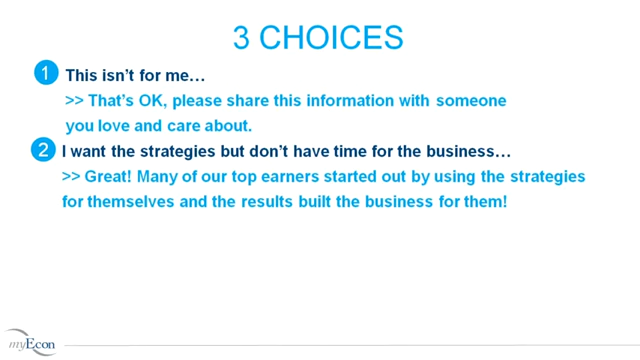 3 CHOICES
1 This isn't for me…
>> That's OK, please share this information with someone
you love and care about.
2 I want the strategies but don't have time for the business…
>> Great! Many of our top earners started out by using the strategies
for themselves and the results built the business for them!
myEcon